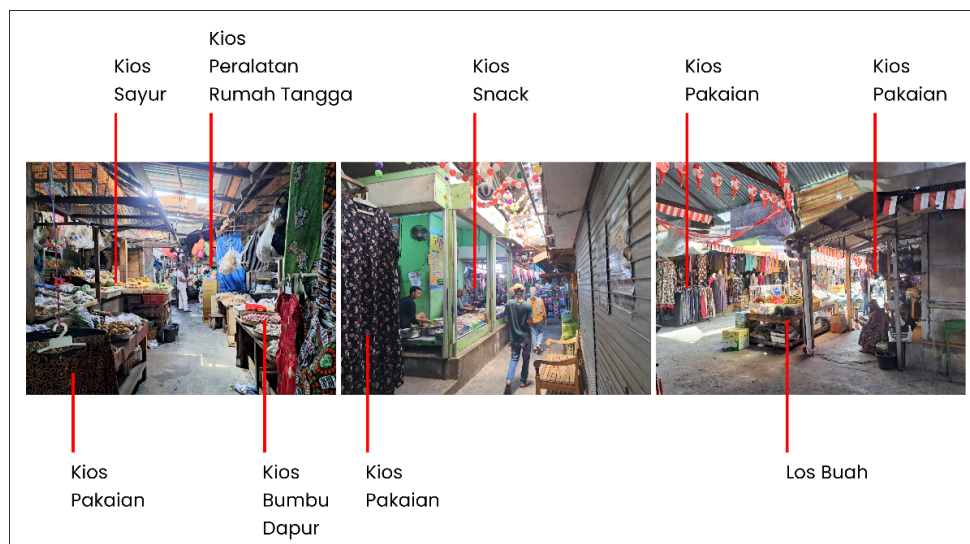 Kios
Sayur
Kios
Peralatan
Rumah Tangga
Kios
Snack
Kios
Pakaian
Kios
Pakaian
Kios
Pakaian
Kios
Bumbu
Dapur
Kios
Pakaian
Los Buah